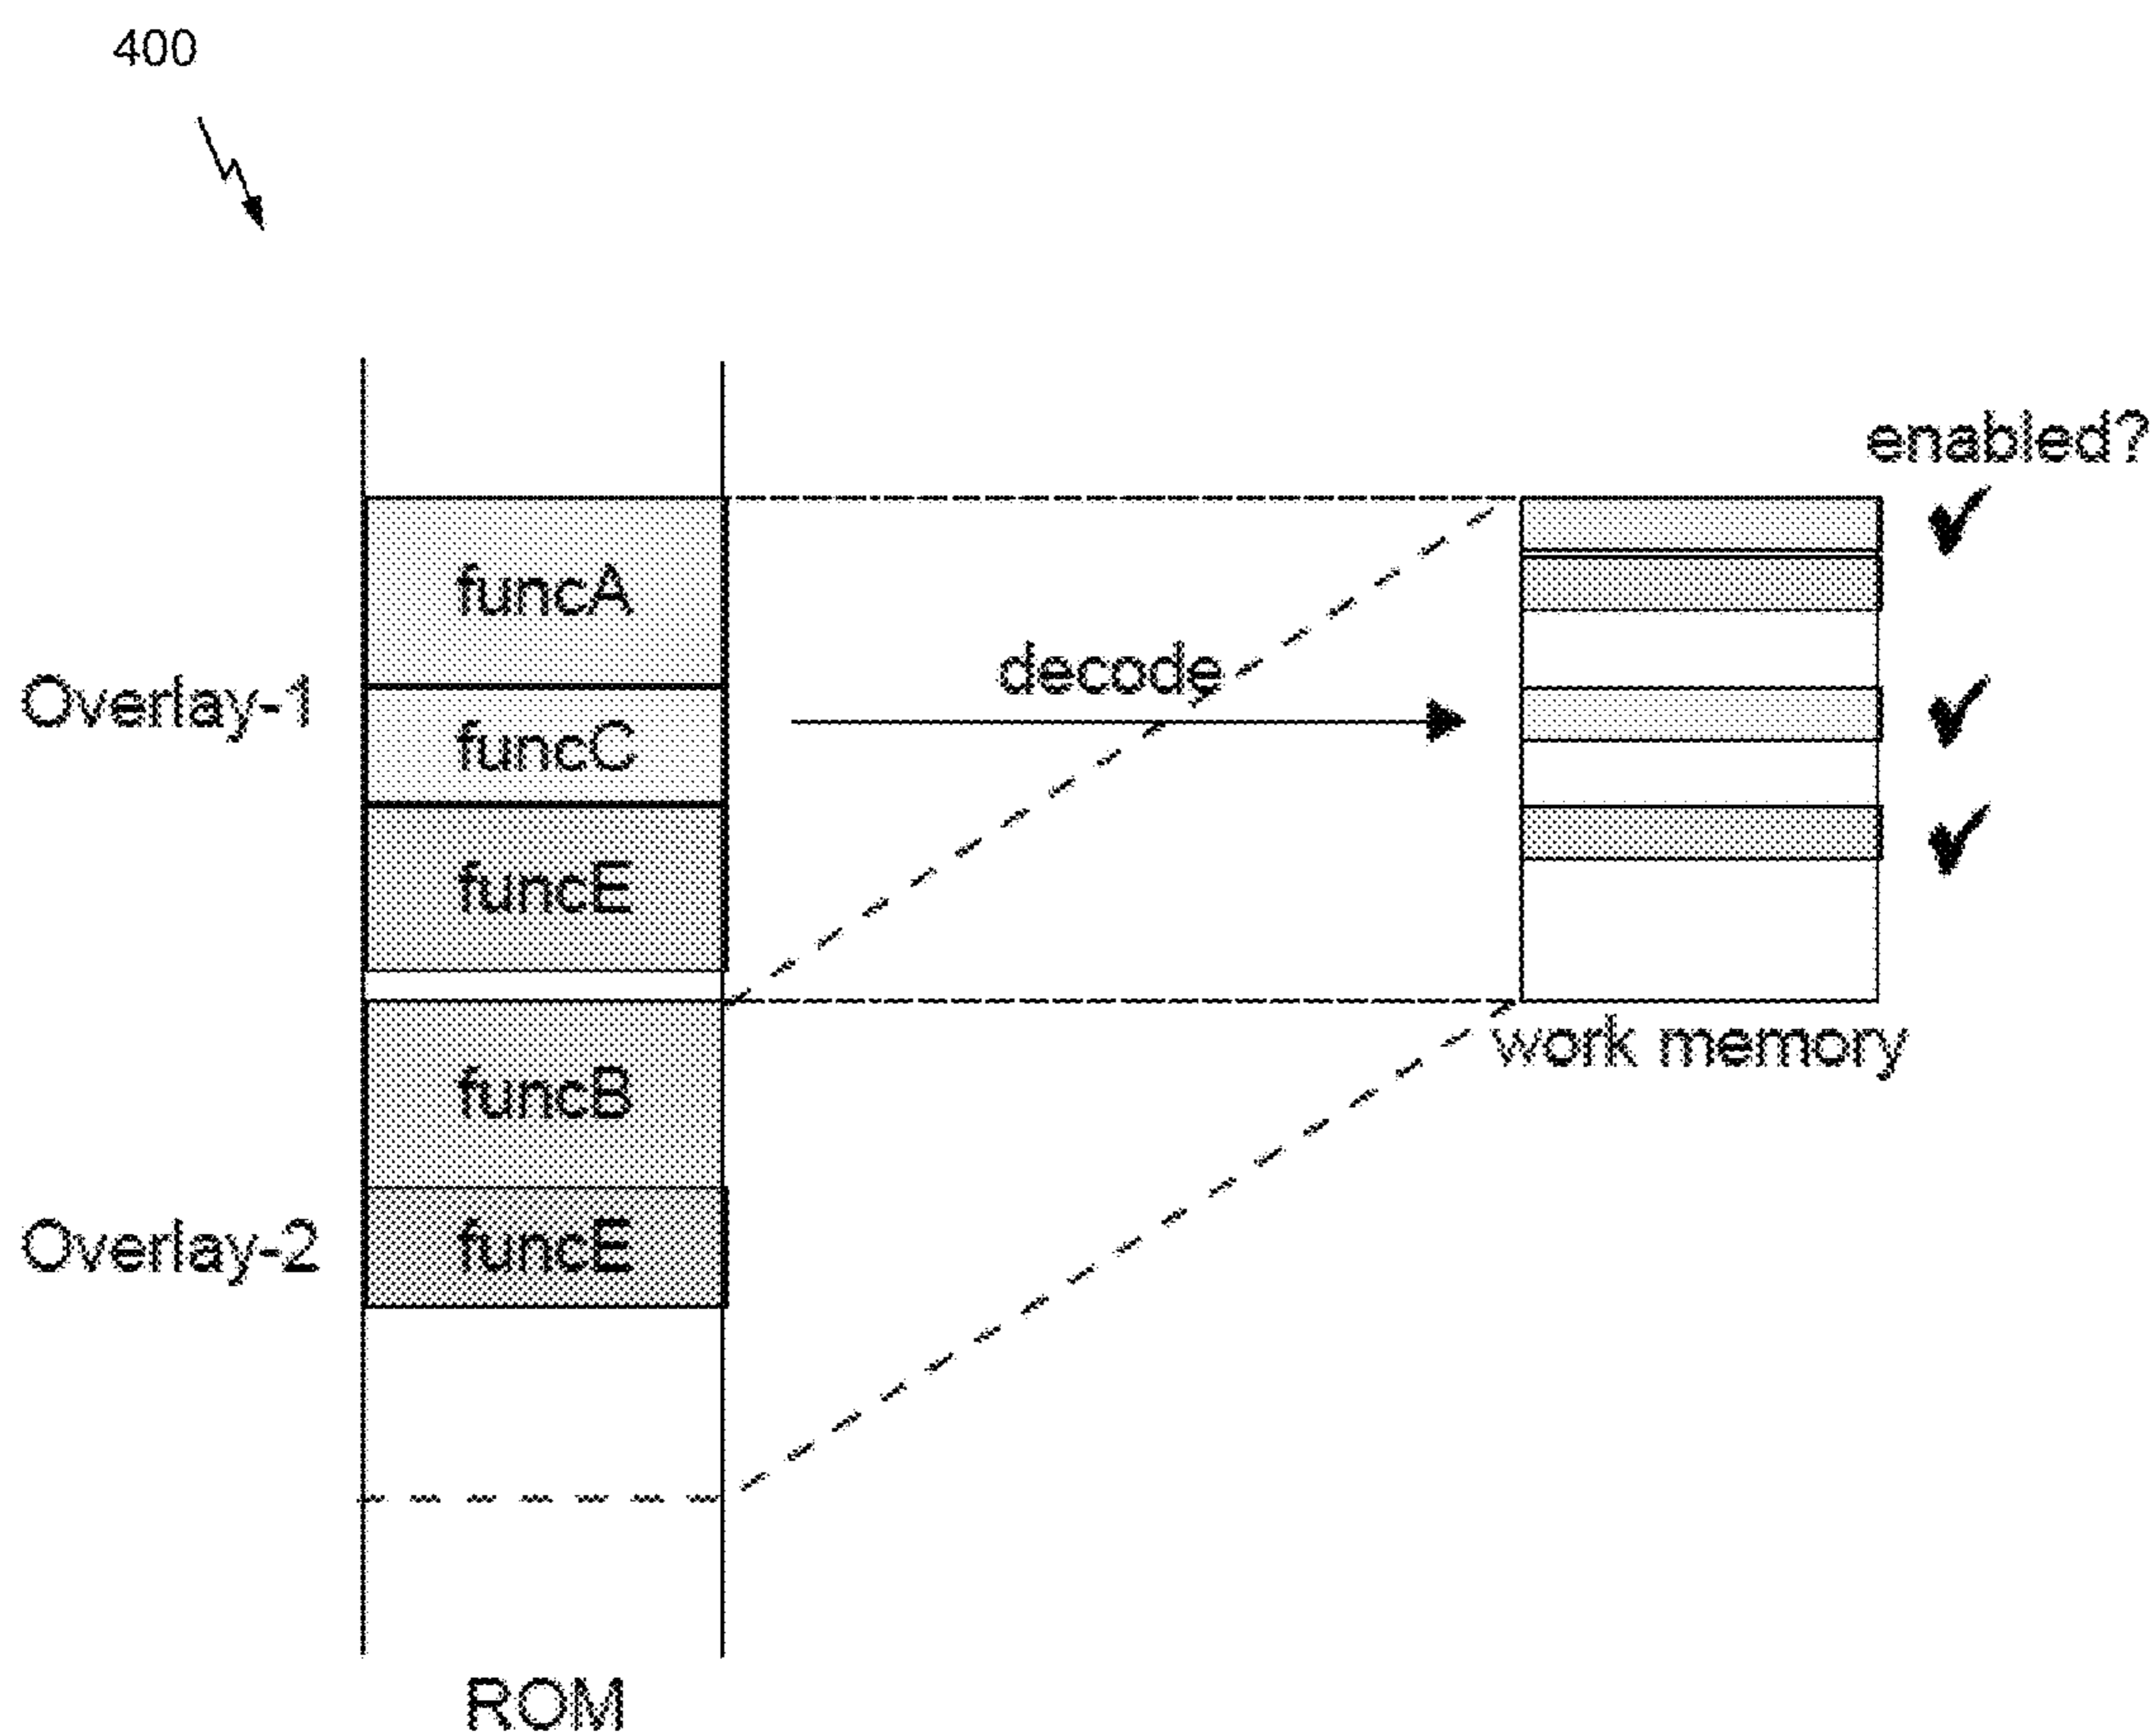 400
enabled?
funcA
decode
Overlay-1
funcC
funcE
work memory
funcB
Overlay-2
funcE
ROM